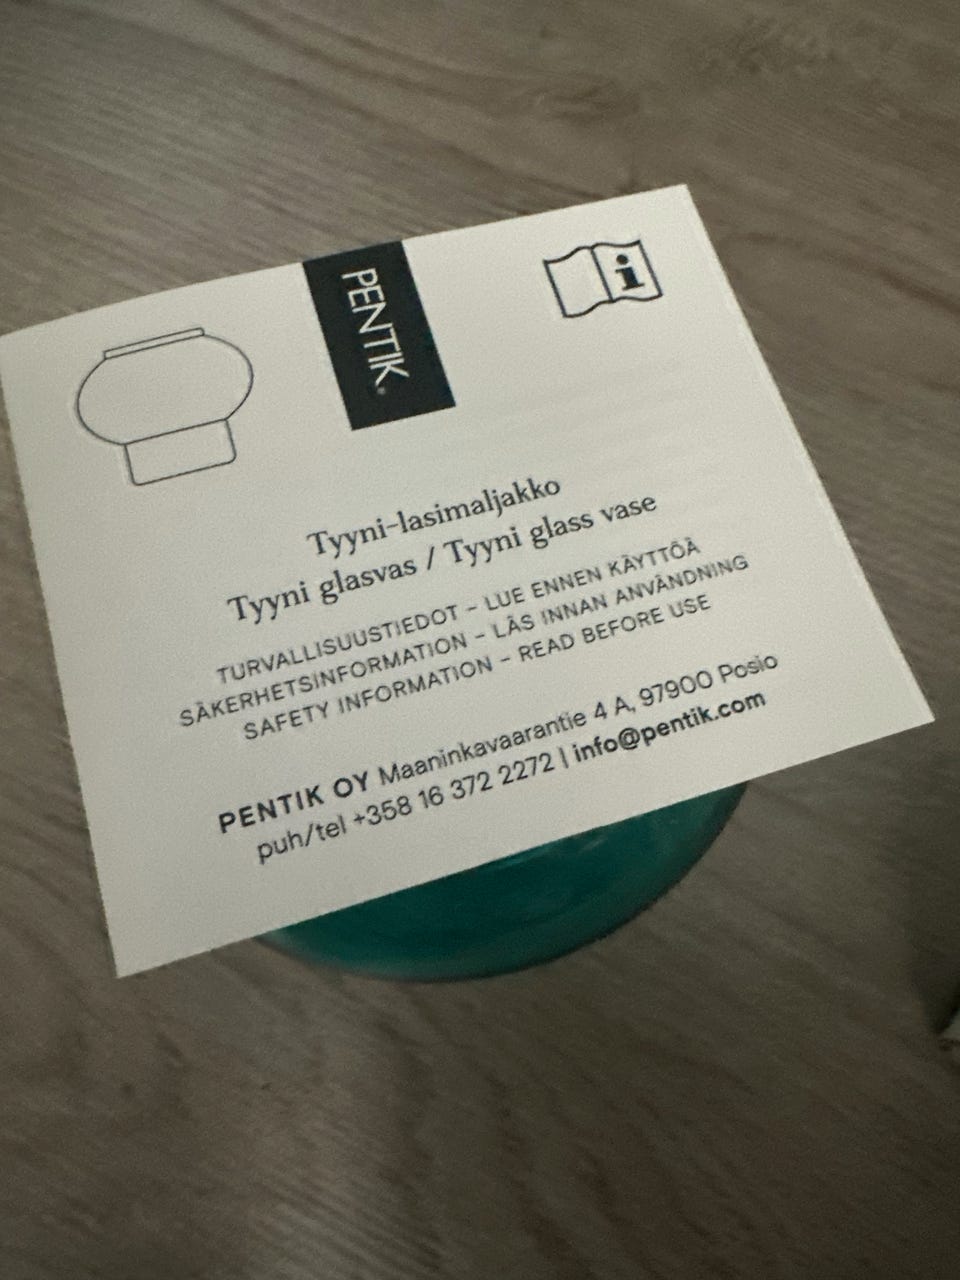 PENTIK
i
Tyyni-lasimaljakko
Tyyni glasvas / Tyyni glass vase
TURVALLISUUSTIEDOT – LUE ENNEN KÄYTTÖÄ
SÄKERHETSINFORMATION – LÄS INNAN ANVÄNDNING
SAFETY INFORMATION – READ BEFORE USE
PENTIK OY Maaninkavaarantie 4 A, 97900 Posio
puh/tel +358 16 372 2272 | info@pentik.com